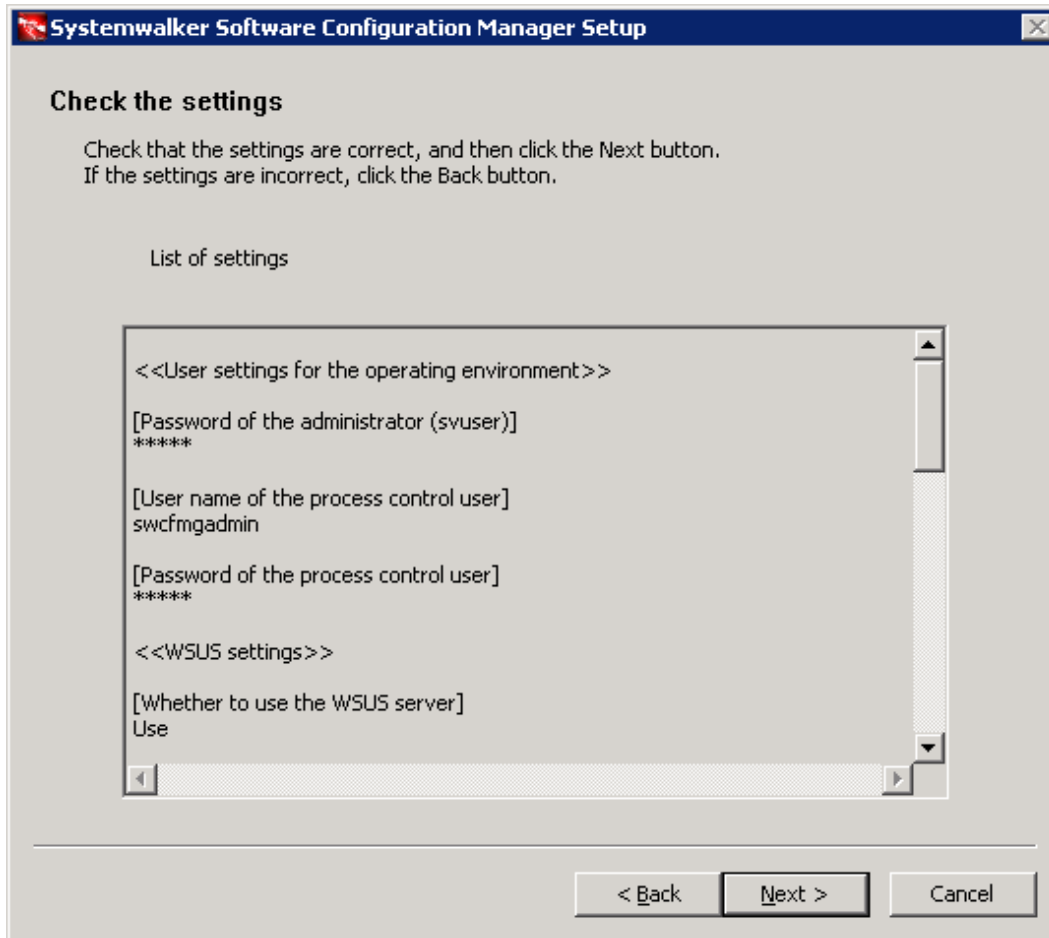 Systemwalker Software Configuration Manager Setup
Check the settings
Check that the settings are correct, and then click the Next button.
If the settings are incorrect, click the Back button.
List of settings
<<User settings for the operating environment>>
[Password of the administrator (svuser)]
*****
[User name of the process control user]
swcfmgadmin
[Password of the process control user]
*****
<<WSUS settings>>
[Whether to use the WSUS server]
Use
< Back Next > Cancel